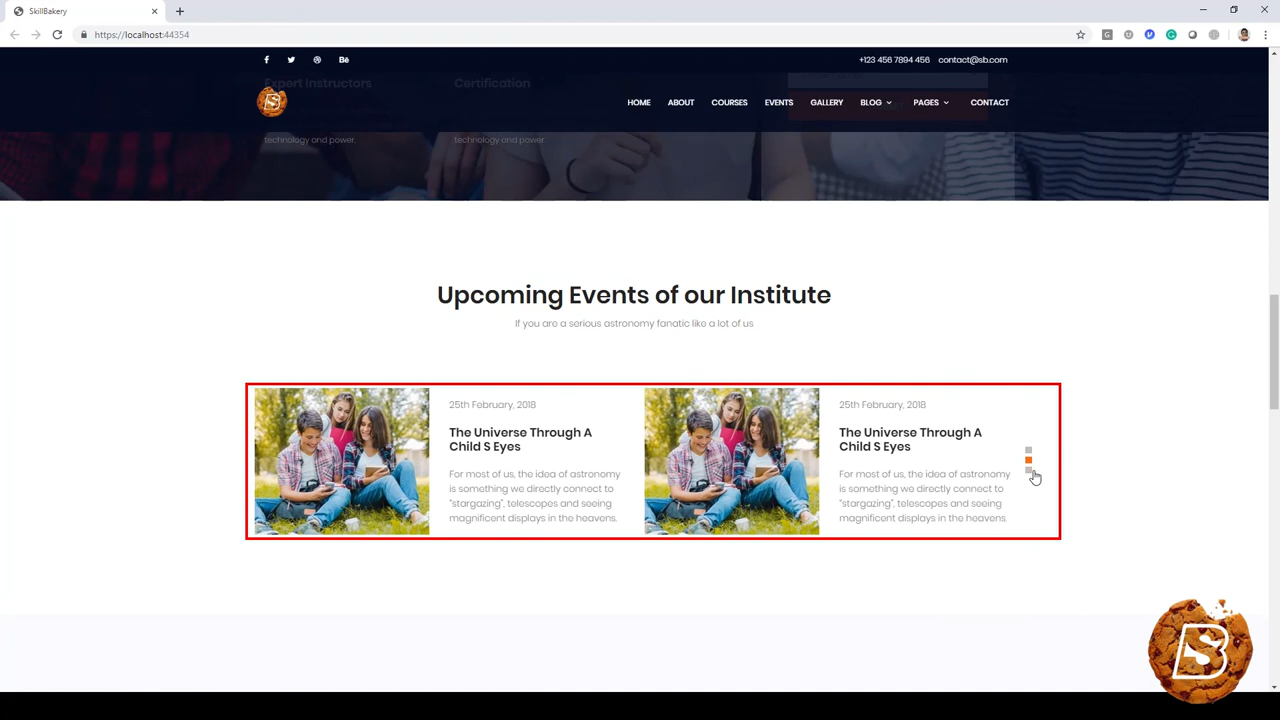 SkillBakery
https://localhost:44354
+123 456 7894 456 contact@sb.com
Expert Instructors Certification
HOME ABOUT COURSES EVENTS GALLERY BLOG PAGES CONTACT
technology and power. technology and power.
Upcoming Events of our Institute
If you are a serious astronomy fanatic like a lot of us
25th February, 2018
The Universe Through A
Child S Eyes
For most of us, the idea of astronomy
is something we directly connect to
"stargazing", telescopes and seeing
magnificent displays in the heavens.
25th February, 2018
The Universe Through A
Child S Eyes
For most of us, the idea of astronomy
is something we directly connect to
"stargazing", telescopes and seeing
magnificent displays in the heavens.